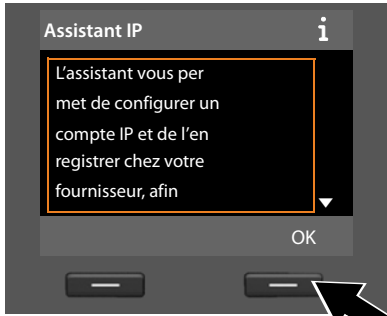 Assistant IP i
L'assistant vous per
met de configurer un
compte IP et de l'en
registrer chez votre
fournisseur, afin
OK